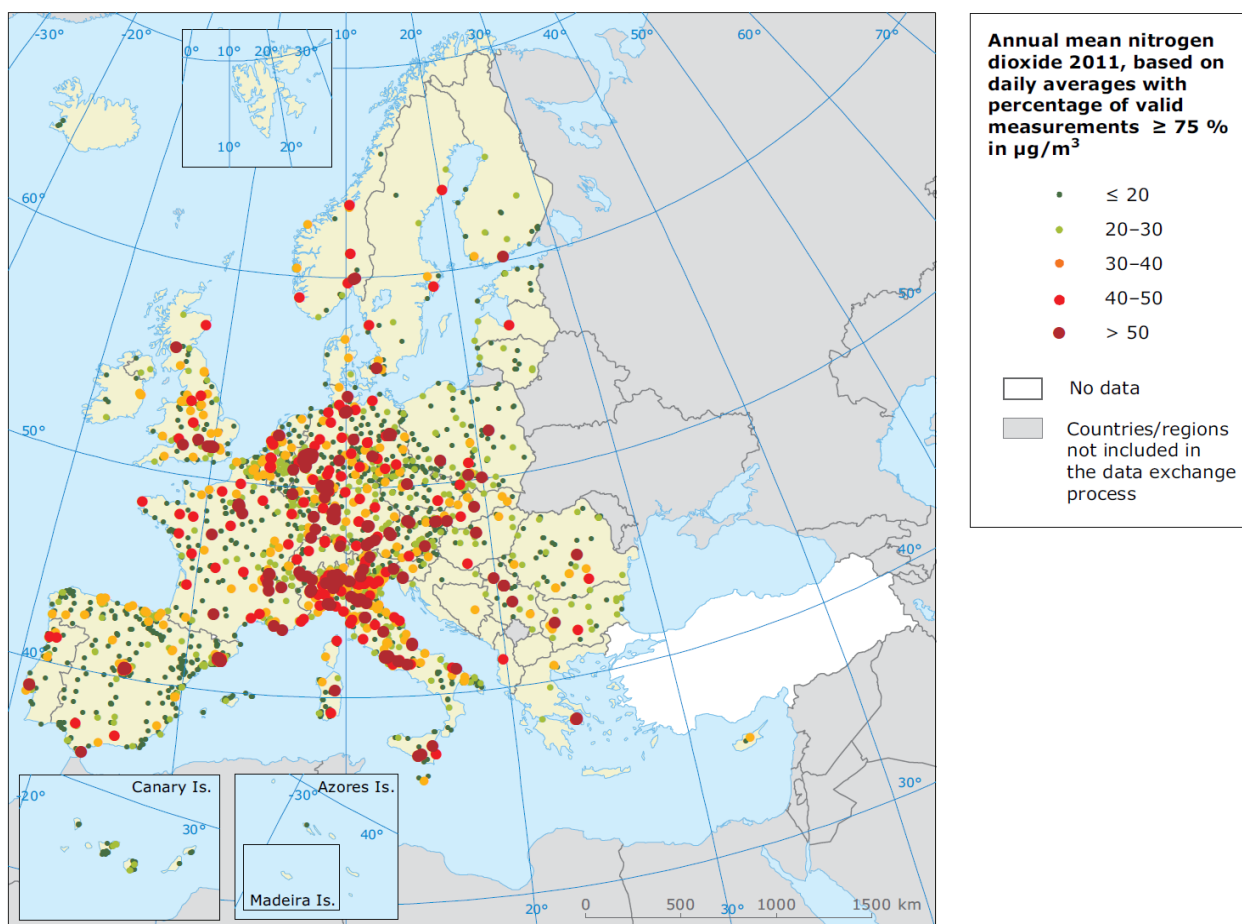 -30°
-20°
0°
10°
20°
30°
10°
20°
10°
20°
30°
40°
50°
70°
60°
50°
40°
60°
50°
40°
30°
20°
30°
Canary Is.
-20°
30°
Azores Is.
-30°
40°
Madeira Is.
0 500 1000 1500 km
Annual mean nitrogen
dioxide 2011, based on
daily averages with
percentage of valid
measurements ≥ 75 %
in µg/m³
≤ 20
20–30
30–40
40–50
> 50
No data
Countries/regions
not included in
the data exchange
process